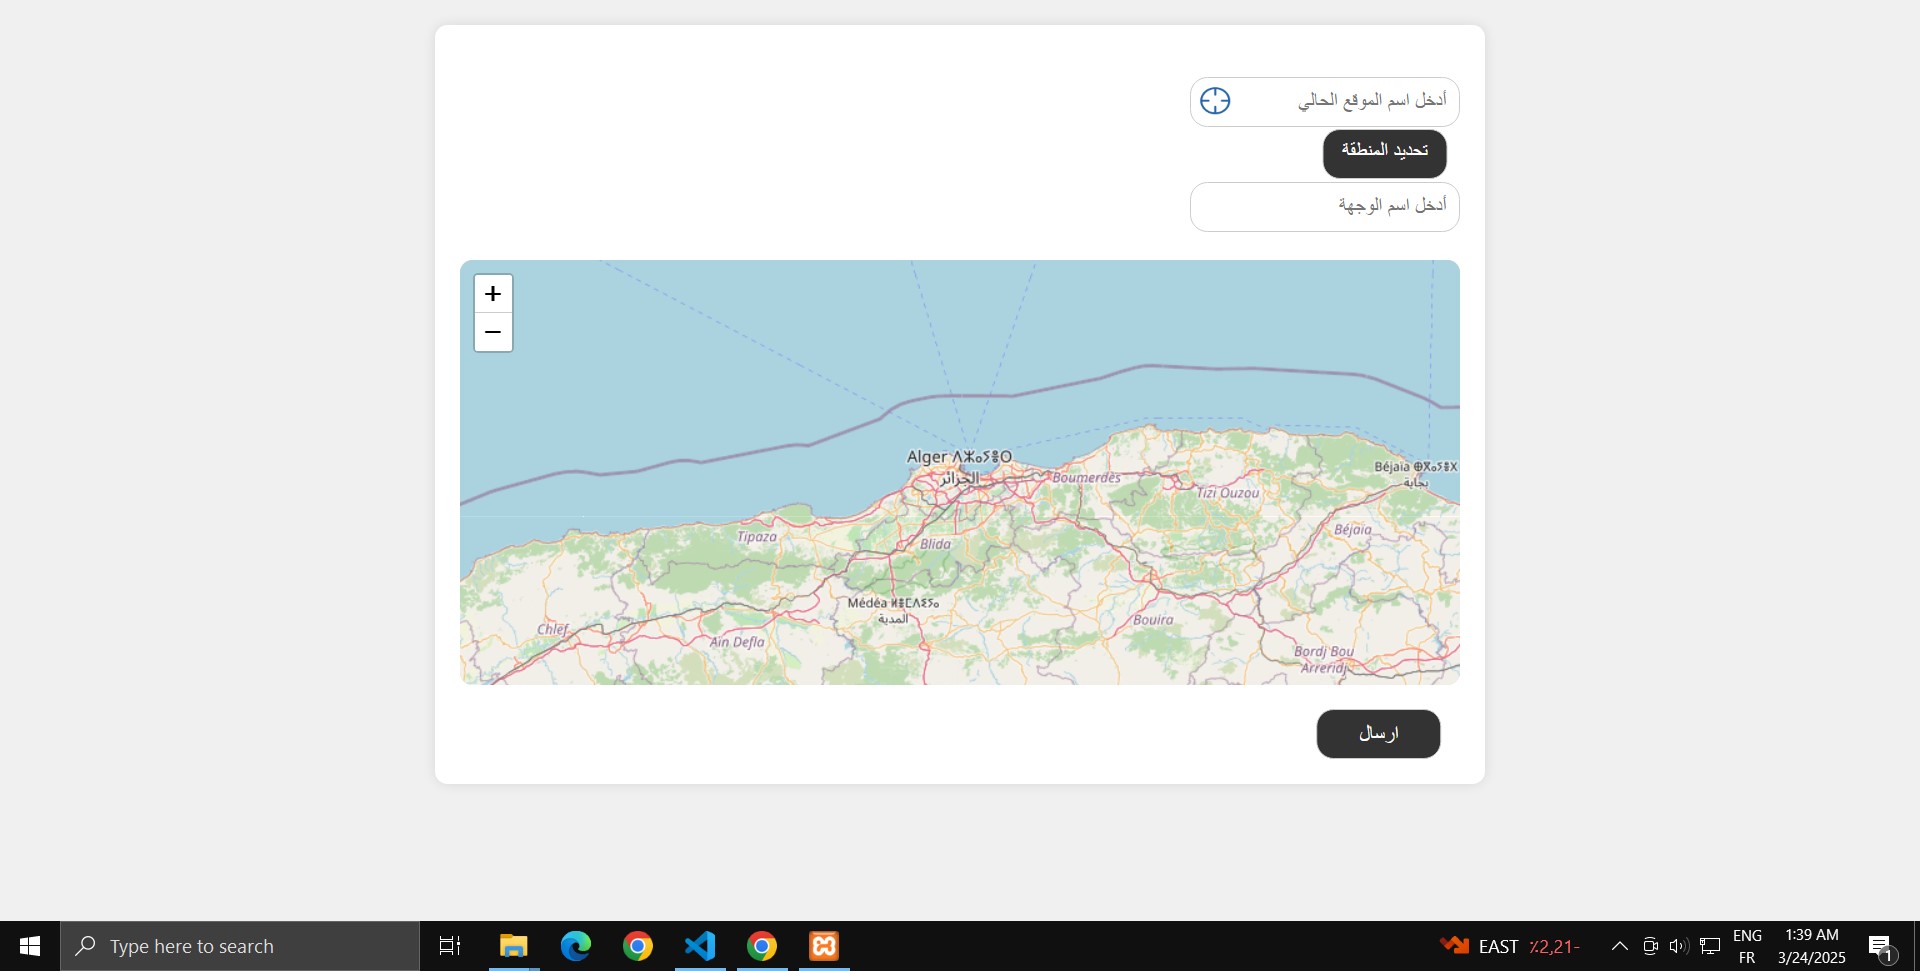 أدخل اسم الموقع الحالي
تحديد المنطقة
أدخل اسم الوجهة
+
−
Alger ⴷⵣⴰⵢⴻⵔ
الجزائر
Boumerdès
Tizi Ouzou
Béjaia ⴱⴳⴰⵢⴻⵜ
بجاية
Béjaïa
Tipaza
Blida
Médéa ⵍⴻⵎⴷⵉⵢⴰ
المدية
Chlef
Aïn Defla
Bouira
Bordj Bou
Arreridj
ارسال
Type here to search
EAST ٪2,21-
ENG
FR
1:39 AM
3/24/2025
1